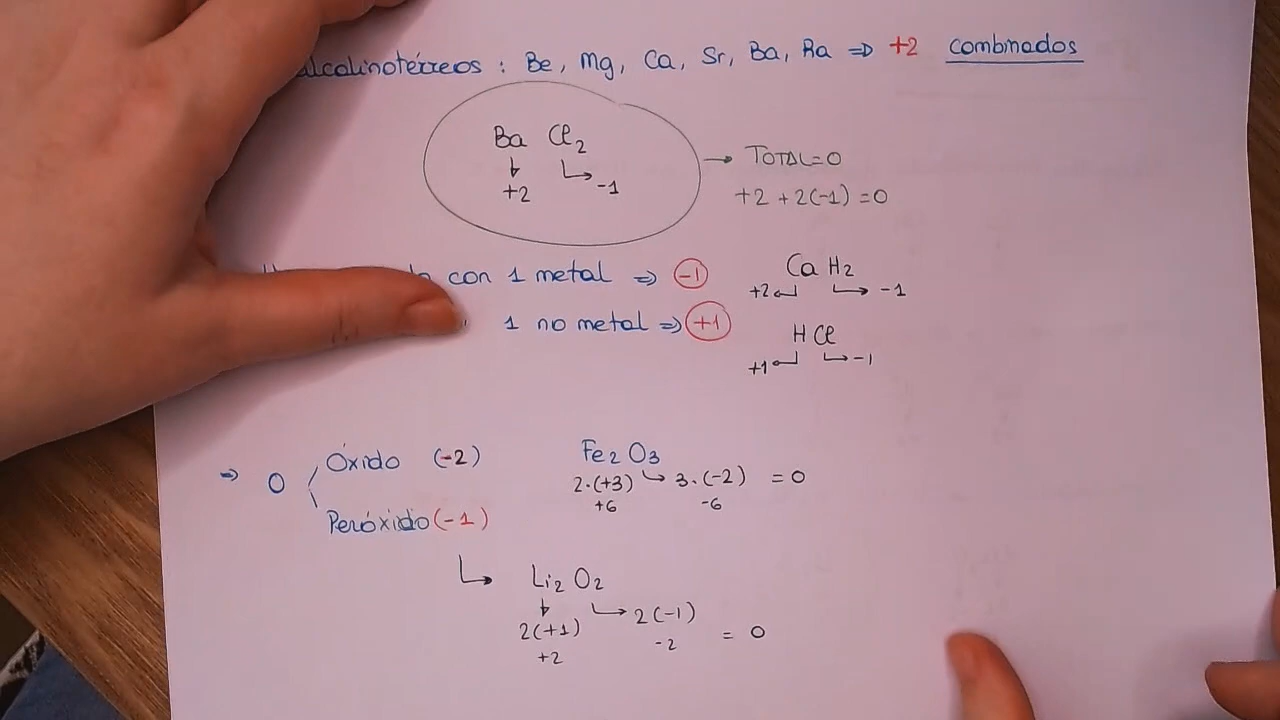 alcalinotérreos : Be, Mg, Ca, Sr, Ba, Ra => +2 combinados
Ba Cl2
+2
-1
→ TOTAL=0
+2 + 2(-1) = 0
con 1 metal => -1
Ca H2
+2
-1
1 no metal => +1
H Cl
+1
-1
=> O
Óxido (-2)
Fe2 O3
2·(+3)
3·(-2) = 0
+6
-6
Peróxido (-1)
Li2 O2
2(+1)
2(-1)
+2
-2
= 0